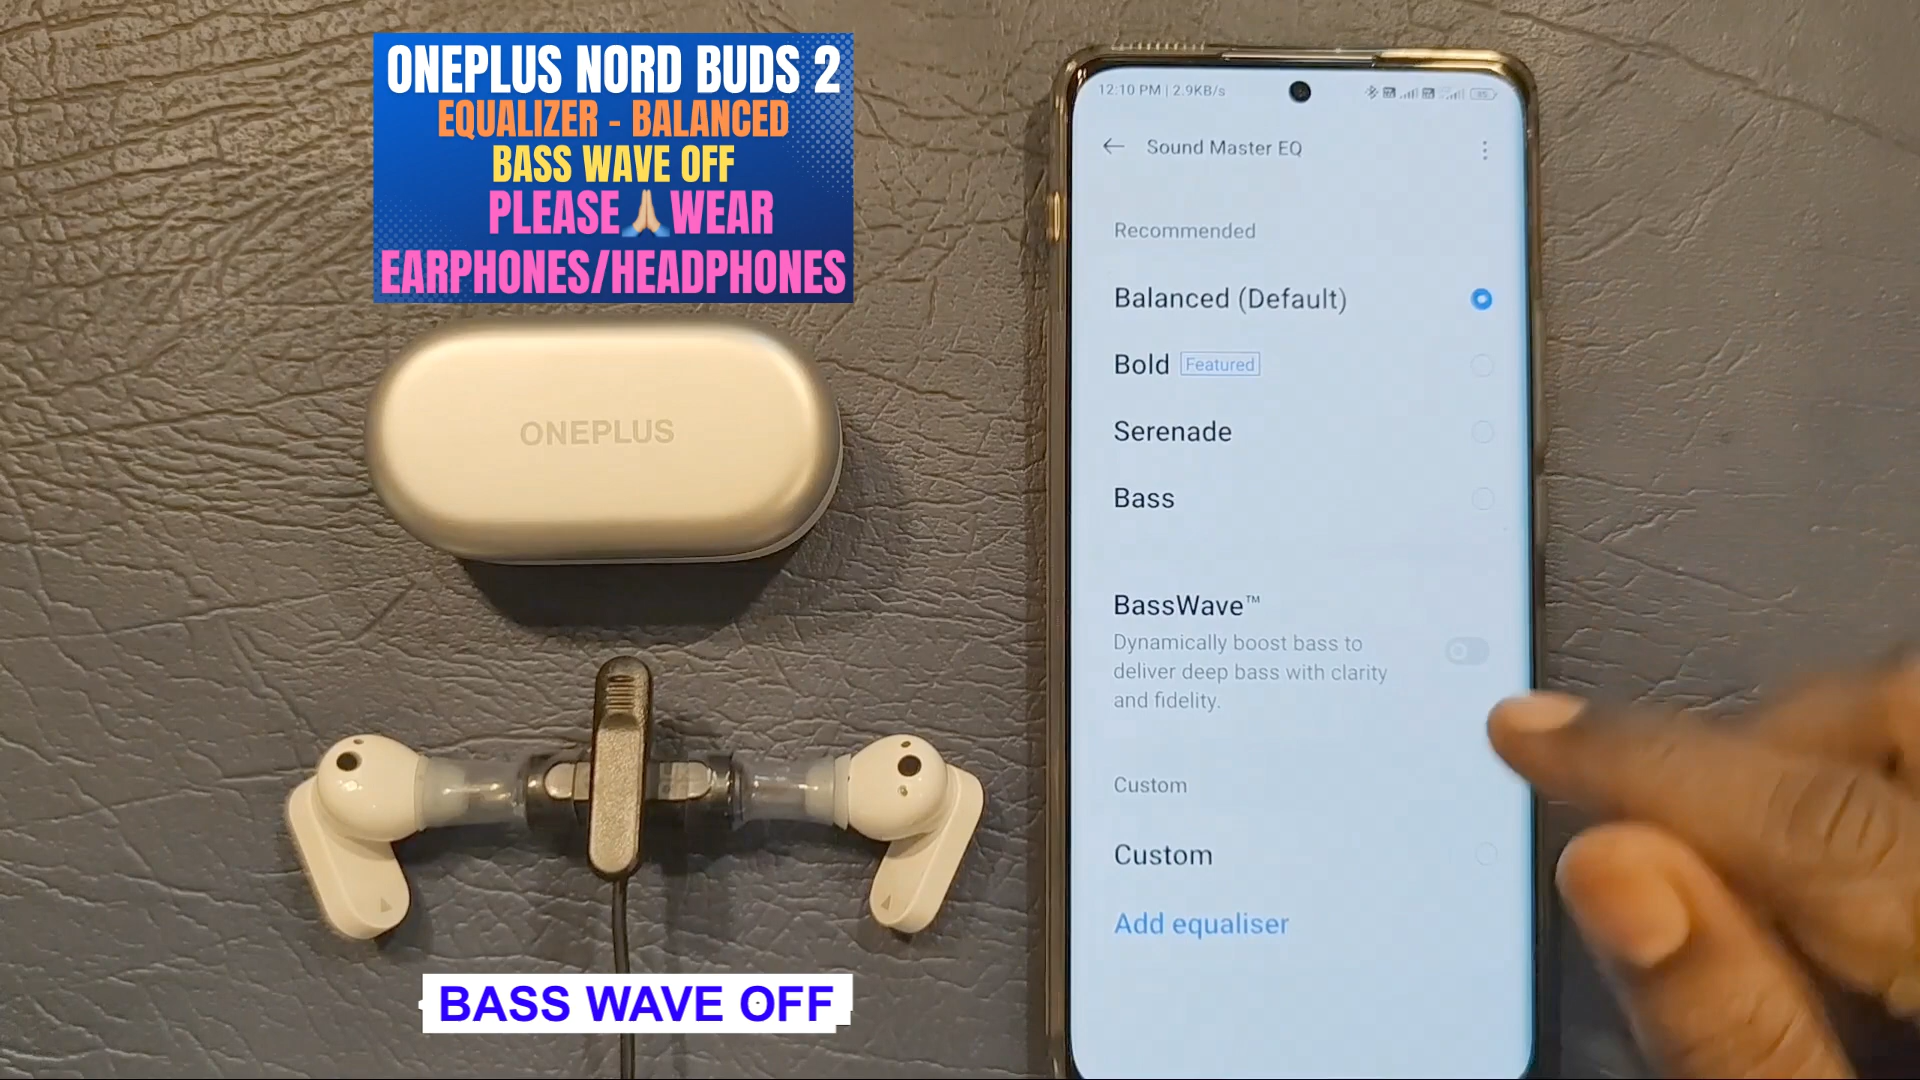 ONEPLUS NORD BUDS 2
EQUALIZER - BALANCED
BASS WAVE OFF
PLEASE🙏WEAR
EARPHONES/HEADPHONES
ONEPLUS
BASS WAVE OFF
12:10 PM | 2.9KB/s
Sound Master EQ
Recommended
Balanced (Default)
Bold Featured
Serenade
Bass
BassWave™
Dynamically boost bass to
deliver deep bass with clarity
and fidelity.
Custom
Custom
Add equaliser